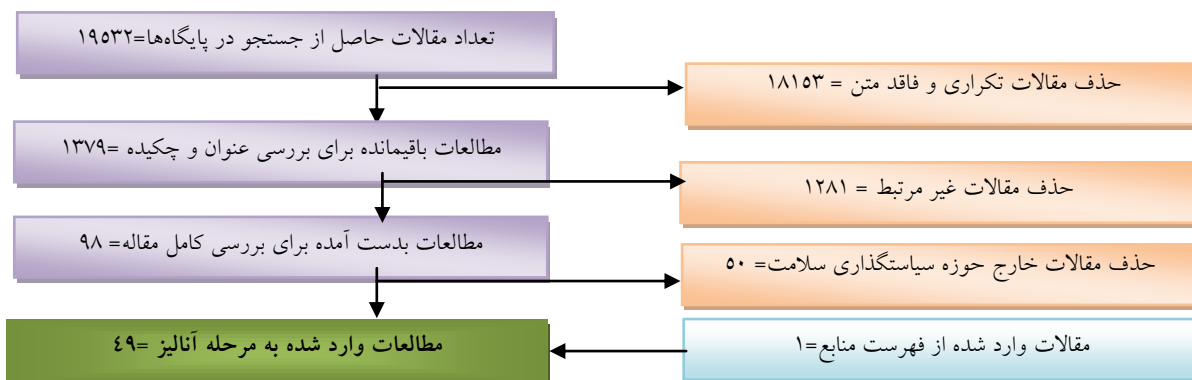 تعداد مقالات حاصل از جستجو در پایگاه‌ها=۱۹۵۳۲
حذف مقالات تکراری و فاقد متن = ۱۸۱۵۳
مطالعات باقیمانده برای بررسی عنوان و چکیده =۱۳۷۹
حذف مقالات غیر مرتبط = ۱۲۸۱
مطالعات بدست آمده برای بررسی کامل مقاله= ۹۸
حذف مقالات خارج حوزه سیاستگذاری سلامت= ۵۰
مقالات وارد شده از فهرست منابع=۱
مطالعات وارد شده به مرحله آنالیز =۴۹